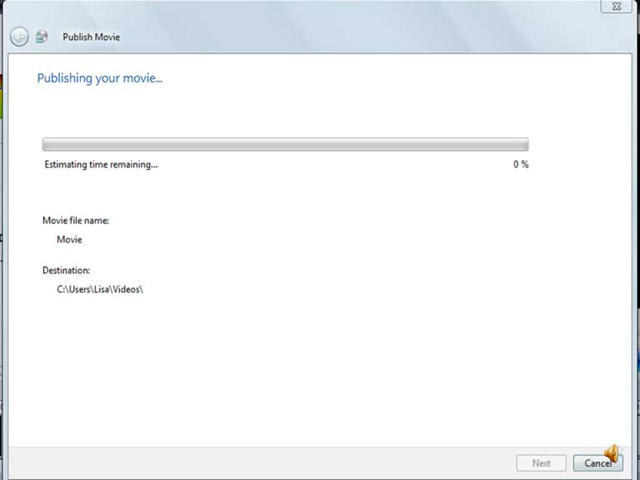 Publish Movie
Publishing your movie...
Estimating time remaining...
0 %
Movie file name:
Movie
Destination:
C:\Users\Lisa\Videos\
Next
Cancel